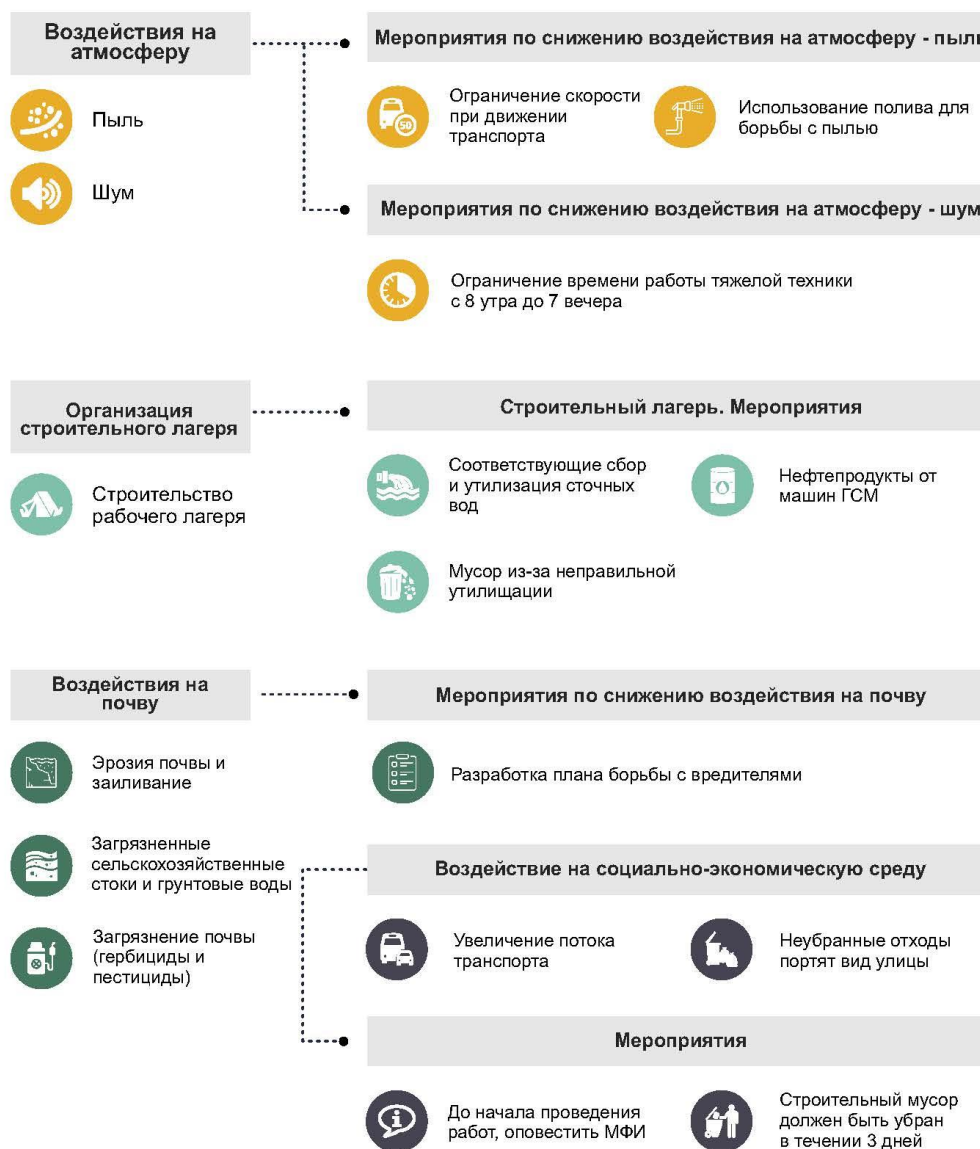 Воздействия на
атмосферу
Пыль
Шум
Мероприятия по снижению воздействия на атмосферу - пыль
Ограничение скорости
при движении
транспорта
50
Использование полива для
борьбы с пылью
Мероприятия по снижению воздействия на атмосферу - шум
Ограничение времени работы тяжелой техники
с 8 утра до 7 вечера
Организация
строительного лагеря
Строительство
рабочего лагеря
Строительный лагерь. Мероприятия
Соответствующие сбор
и утилизация сточных
вод
Нефтепродукты от
машин ГСМ
Мусор из-за неправильной
утилищации
Воздействия на
почву
Эрозия почвы и
заиливание
Загрязненные
сельскохозяйственные
стоки и грунтовые воды
Загрязнение почвы
(гербициды и
пестициды)
Мероприятия по снижению воздействия на почву
Разработка плана борьбы с вредителями
Воздействие на социально-экономическую среду
Увеличение потока
транспорта
Неубранные отходы
портят вид улицы
Мероприятия
До начала проведения
работ, оповестить МФИ
Строительный мусор
должен быть убран
в течении 3 дней